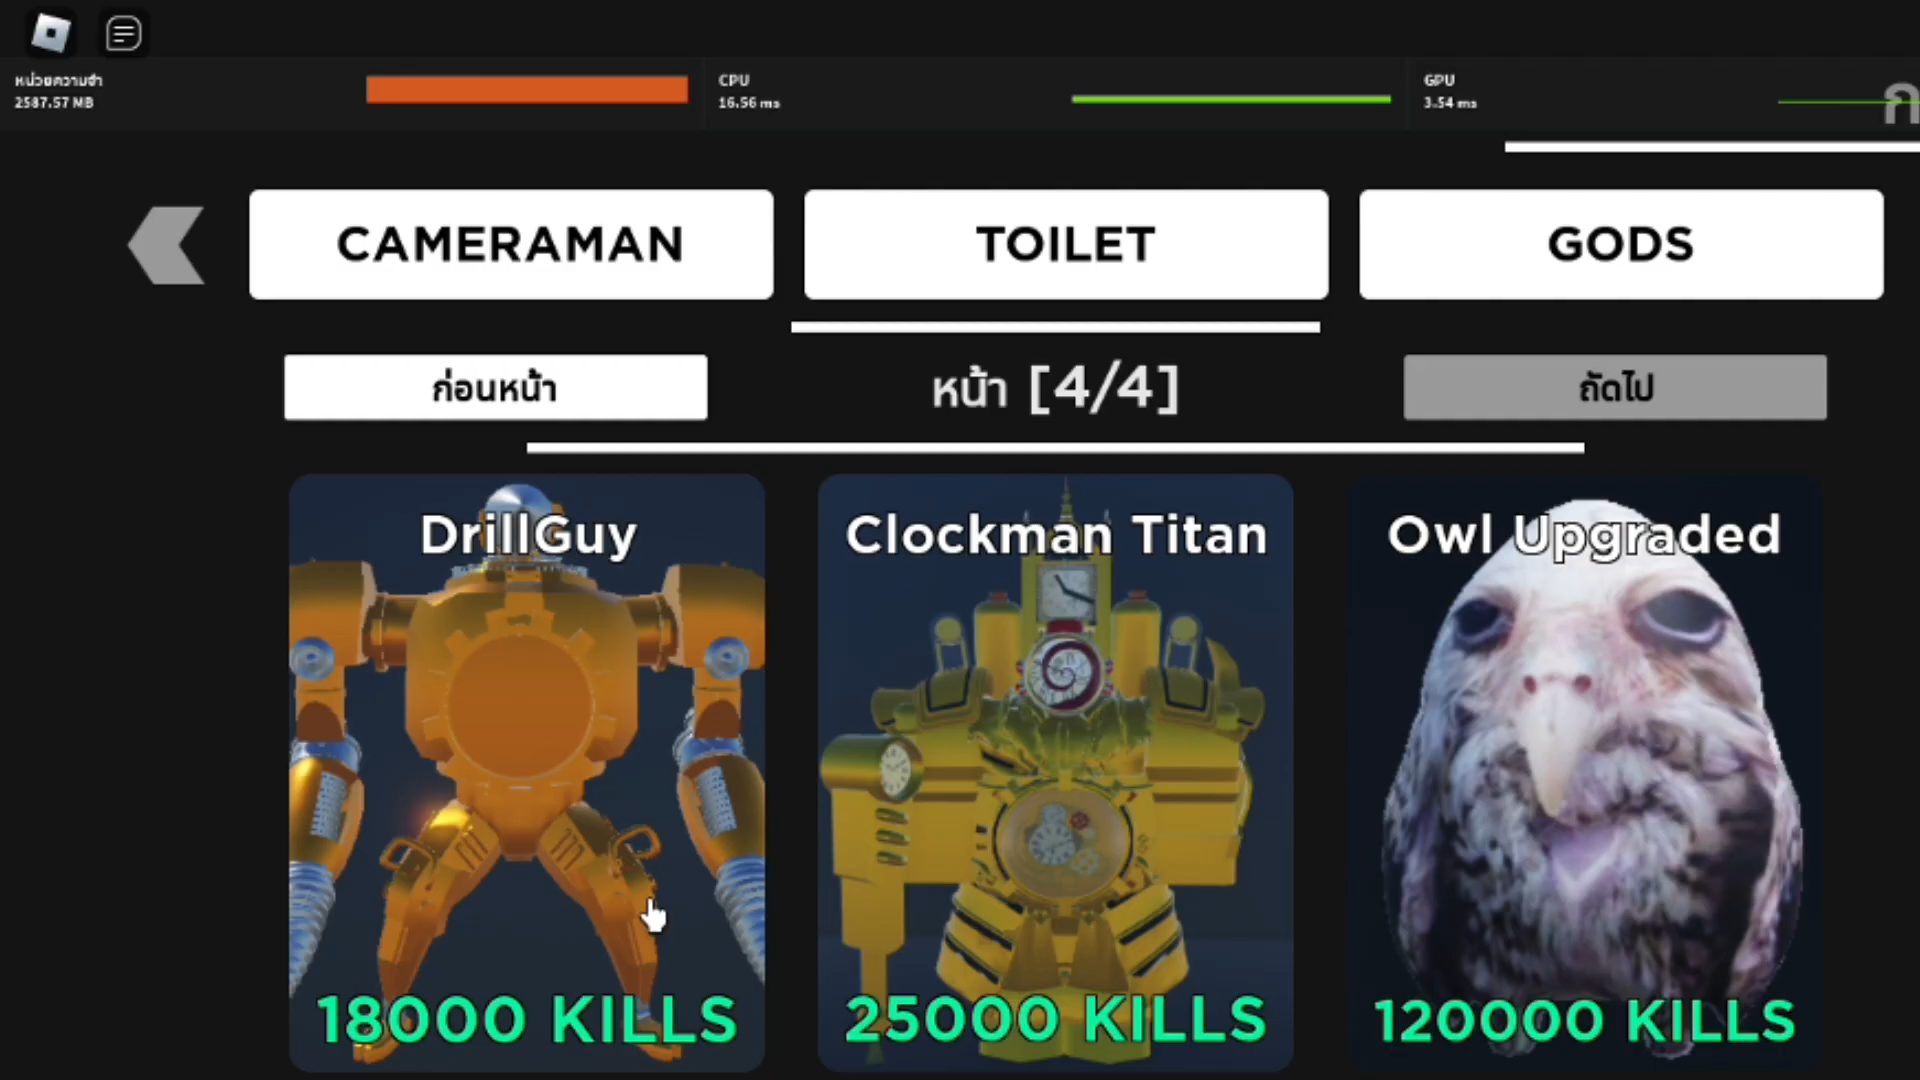 หน่วยความจำ
2587.57 MB
CPU
16.56 ms
GPU
3.54 ms
ก
CAMERAMAN
TOILET
GODS
ก่อนหน้า
หน้า [4/4]
ถัดไป
DrillGuy
Clockman Titan
Owl Upgraded
18000 KILLS
25000 KILLS
120000 KILLS